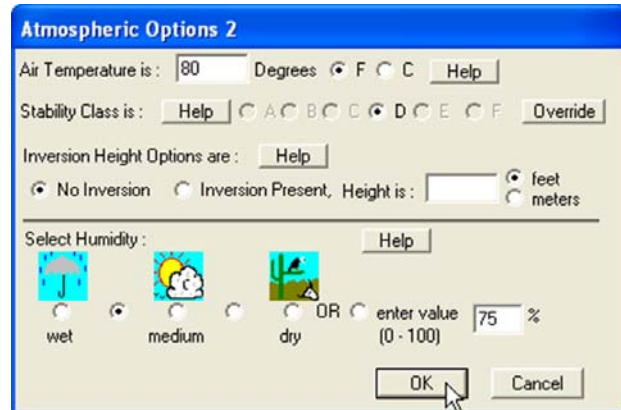 Atmospheric Options 2
Air Temperature is : 80 Degrees F C Help
Stability Class is : Help A B C D E F Override
Inversion Height Options are : Help
No Inversion Inversion Present, Height is : feet
meters
Select Humidity : Help
OR enter value 75 %
wet medium dry (0 - 100)
OK Cancel